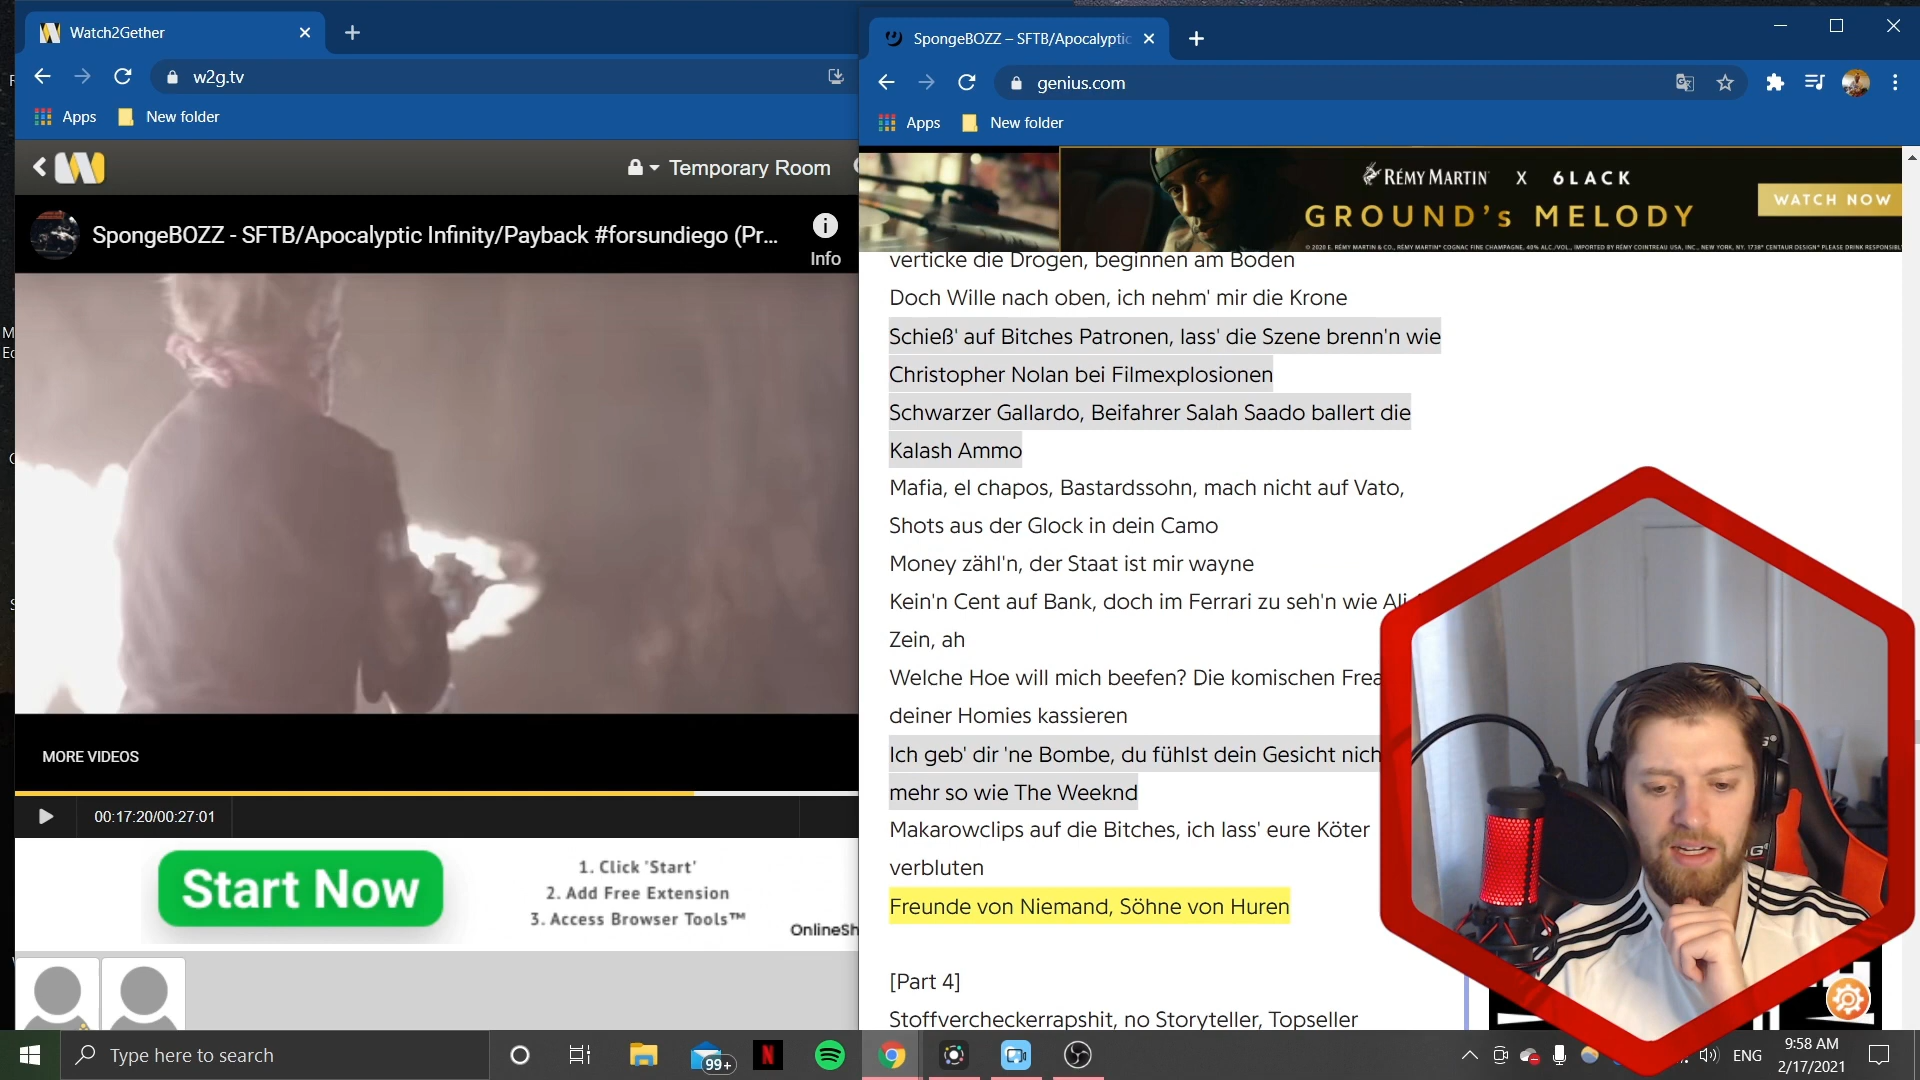 Watch2Gether
w2g.tv
Apps
New folder
Temporary Room
SpongeBOZZ - SFTB/Apocalyptic Infinity/Payback #forsundiego (Pr...
Info
MORE VIDEOS
00:17:20/00:27:01
Start Now
1. Click 'Start'
2. Add Free Extension
3. Access Browser Tools™
SpongeBOZZ – SFTB/Apocalyptic
genius.com
Apps
New folder
RÉMY MARTIN X 6LACK
GROUND's MELODY
WATCH NOW
verticke die Drogen, beginnen am Boden
Doch Wille nach oben, ich nehm' mir die Krone
Schieß' auf Bitches Patronen, lass' die Szene brenn'n wie
Christopher Nolan bei Filmexplosionen
Schwarzer Gallardo, Beifahrer Salah Saado ballert die
Kalash Ammo
Mafia, el chapos, Bastardssohn, mach nicht auf Vato,
Shots aus der Glock in dein Camo
Money zähl'n, der Staat ist mir wayne
Kein'n Cent auf Bank, doch im Ferrari zu seh'n wie Ali
Zein, ah
Welche Hoe will mich beefen? Die komischen Frea
deiner Homies kassieren
Ich geb' dir 'ne Bombe, du fühlst dein Gesicht nich
mehr so wie The Weeknd
Makarowclips auf die Bitches, ich lass' eure Köter
verbluten
Freunde von Niemand, Söhne von Huren
[Part 4]
Stoffvercheckerrapshit, no Storyteller, Topseller
Type here to search
99+
ENG
9:58 AM
2/17/2021